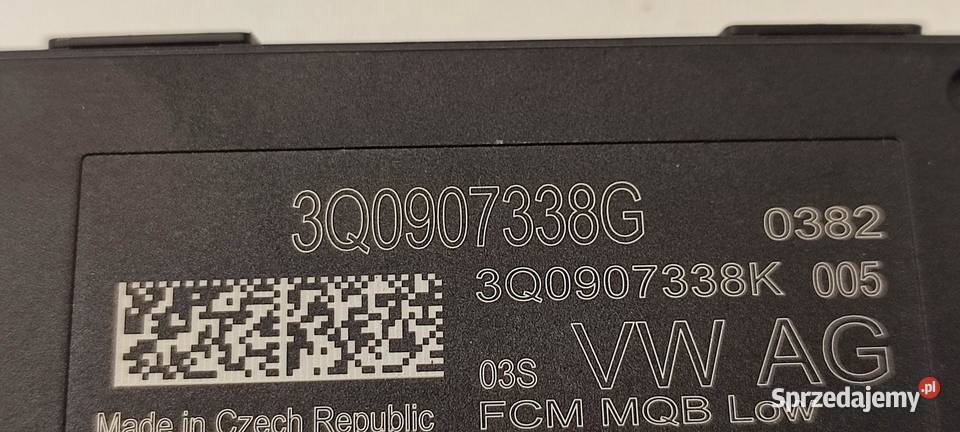 3Q0907338G 0382
3Q0907338K 005
03S VW AG
Made in Czech Republic FCM MQB Low
Sprzedajemy.pl